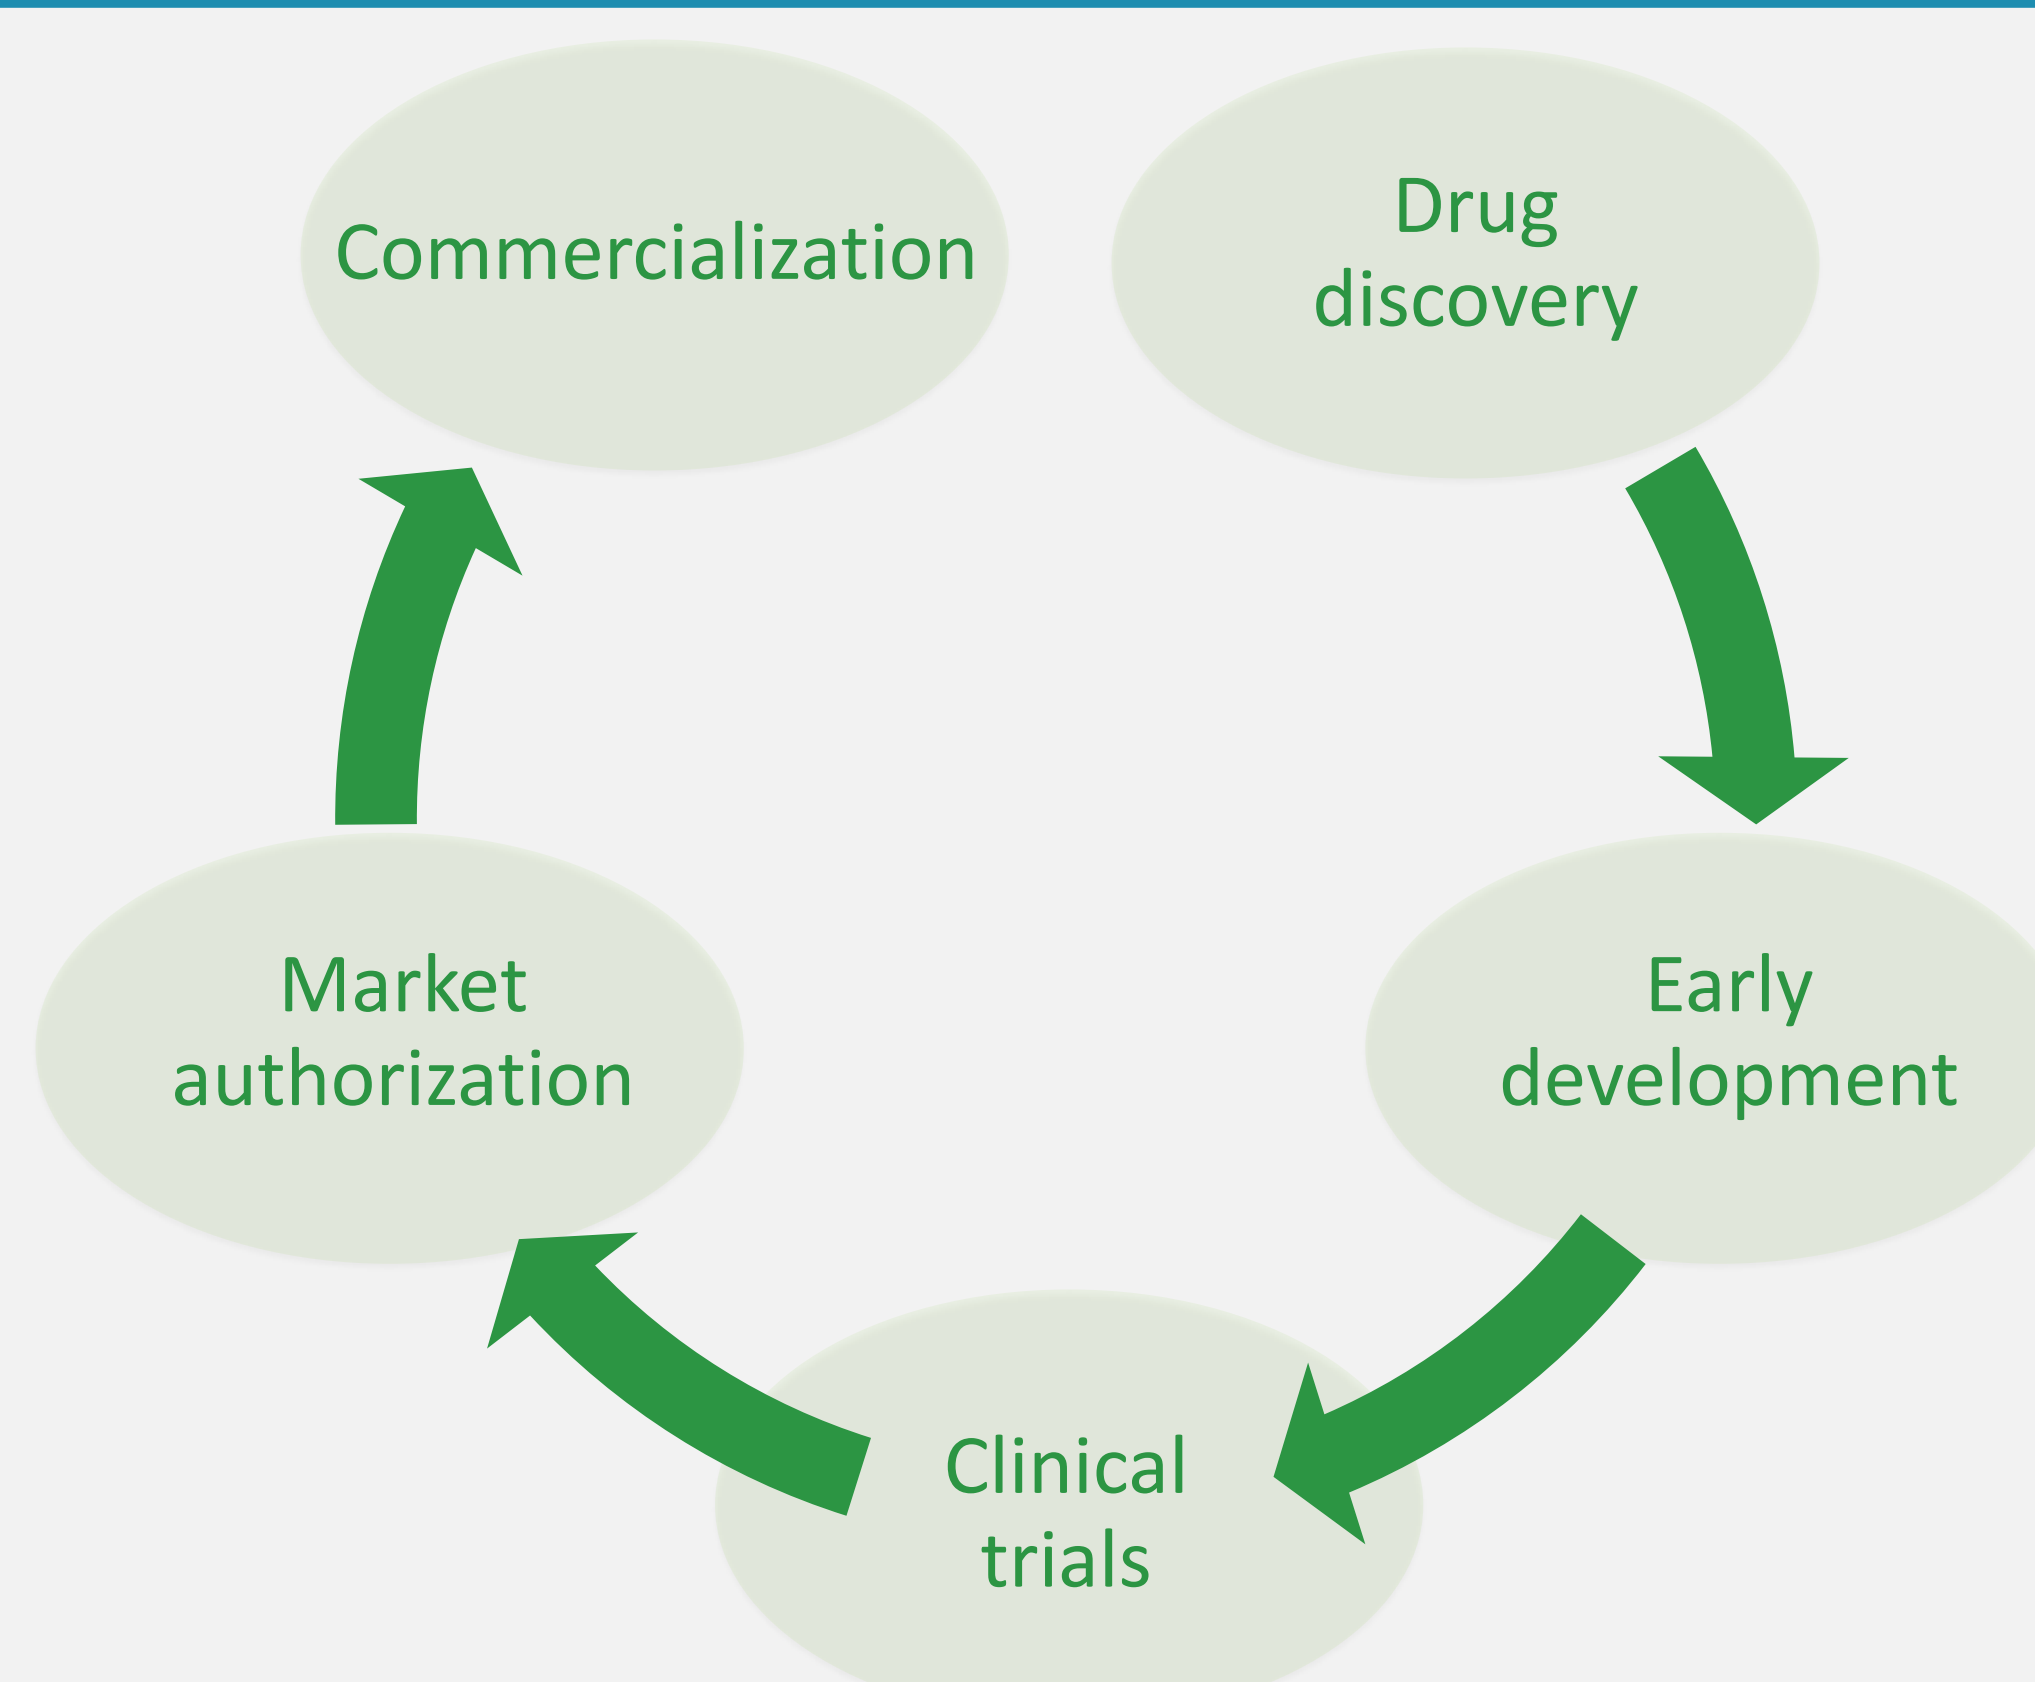 Commercialization
Drug
discovery
Early
development
Clinical
trials
Market
authorization